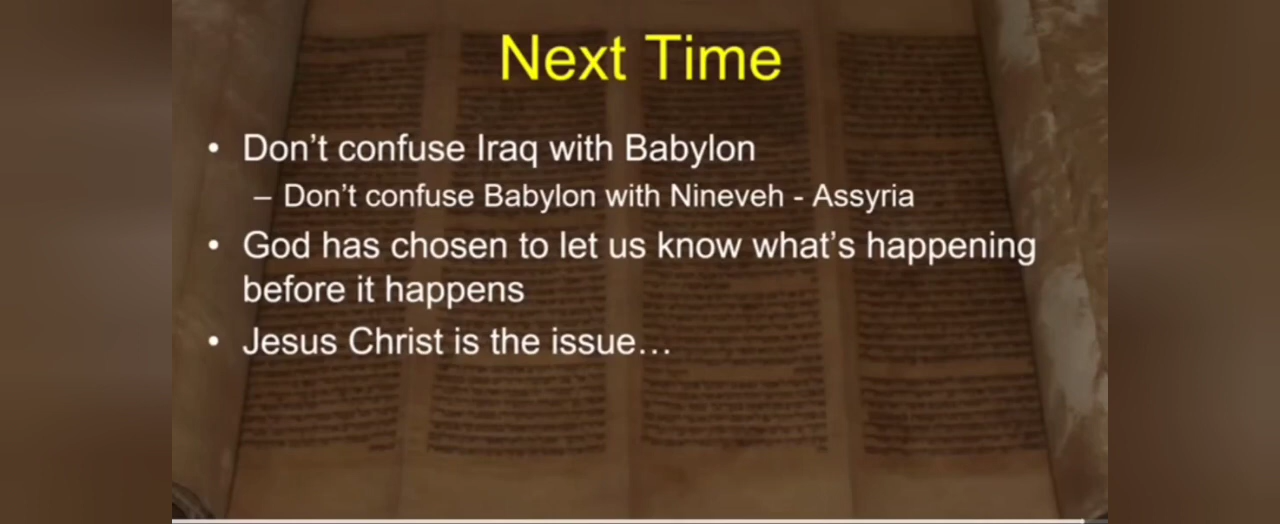 Next Time
• Don’t confuse Iraq with Babylon
– Don’t confuse Babylon with Nineveh - Assyria
• God has chosen to let us know what’s happening
before it happens
• Jesus Christ is the issue…